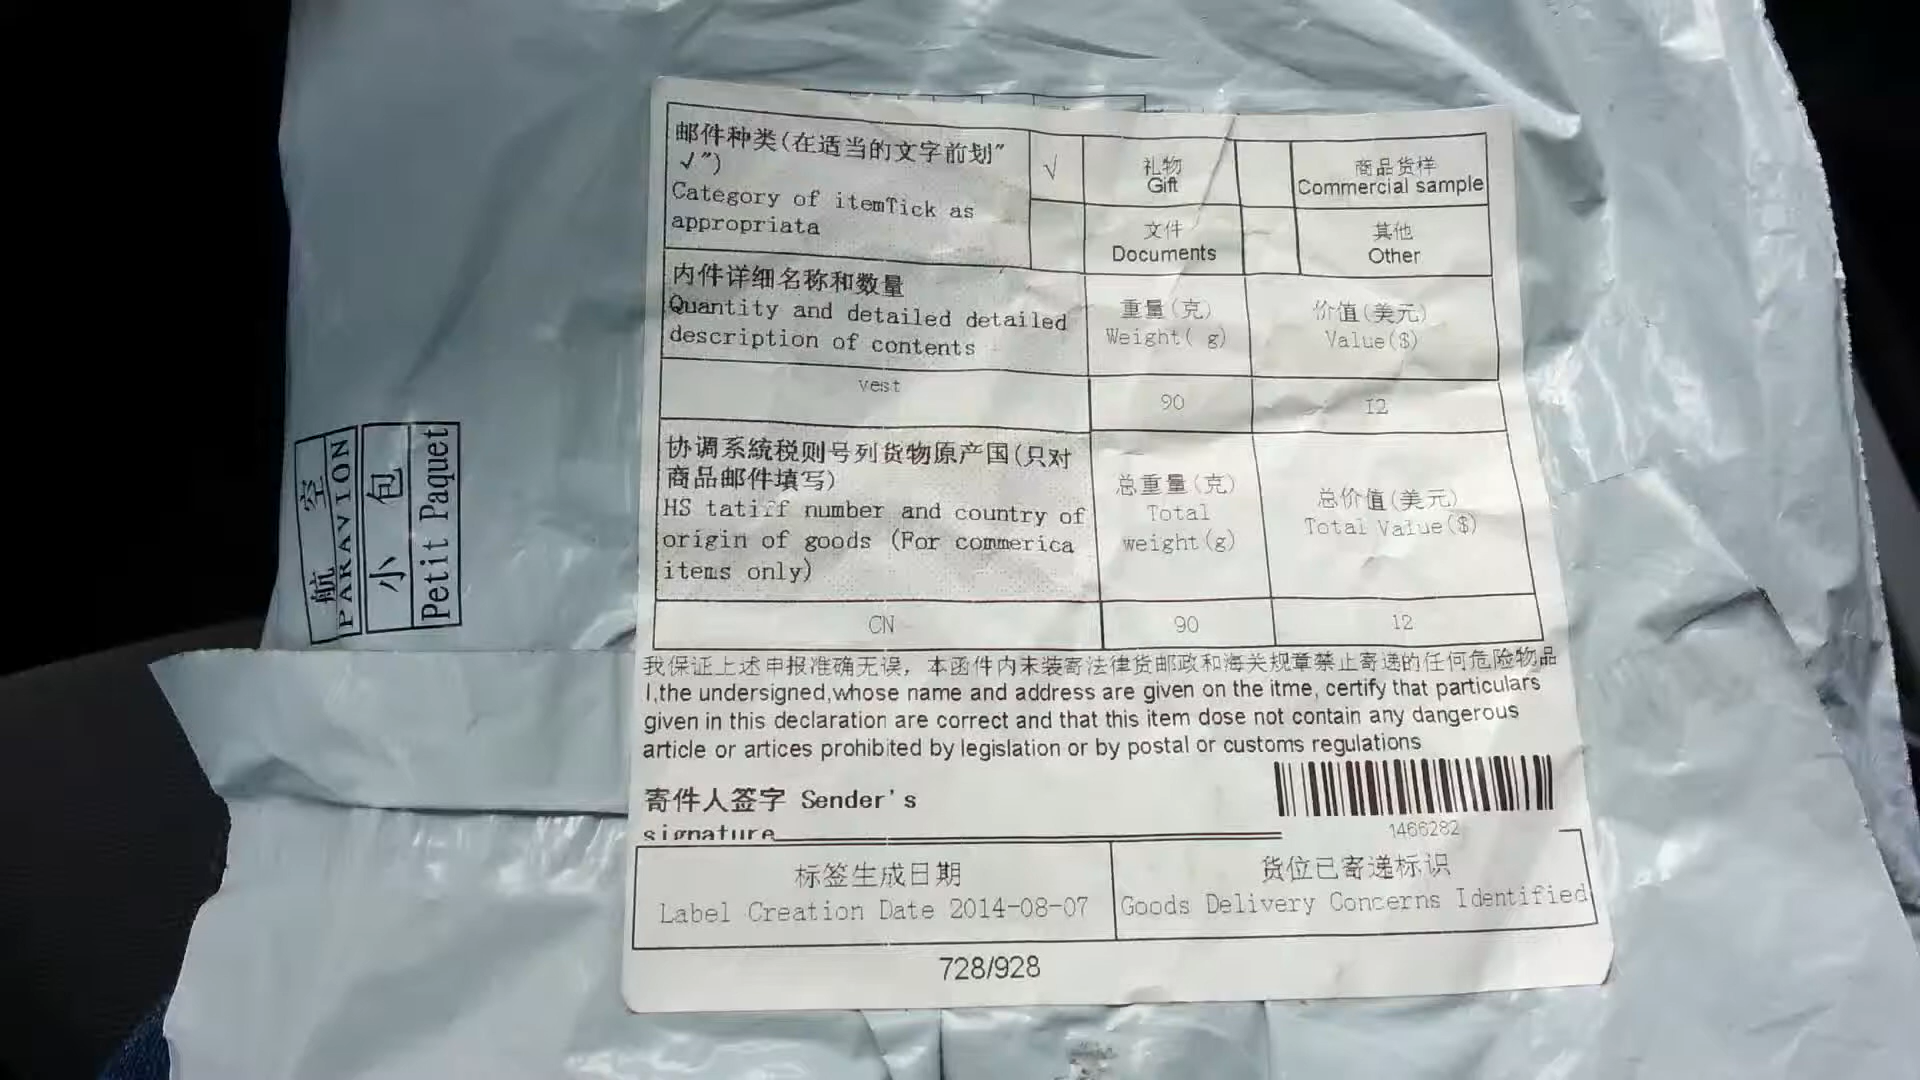 航 空
PARAVION
小 包
Petit Paquet
邮件种类(在适当的文字前划"
√")
Category of itemTick as
appropriata
√
礼物
Gift
商品货样
Commercial sample
文件
Documents
其他
Other
内件详细名称和数量
Quantity and detailed detailed
description of contents
重量(克)
Weight( g)
价值(美元)
Value($)
vest
90
12
协调系统税则号列货物原产国(只对
商品邮件填写)
HS tatiff number and country of
origin of goods (For commerica
items only)
总重量(克)
Total
weight(g)
总价值(美元)
Total Value($)
CN
90
12
我保证上述申报准确无误，本函件内未装寄法律货邮政和海关规章禁止寄递的任何危险物品
I,the undersigned,whose name and address are given on the itme, certify that particulars
given in this declaration are correct and that this item dose not contain any dangerous
article or artices prohibited by legislation or by postal or customs regulations
寄件人签字 Sender's
signature
1466282
标签生成日期
Label Creation Date 2014-08-07
货位已寄递标识
Goods Delivery Concerns Identified
728/928